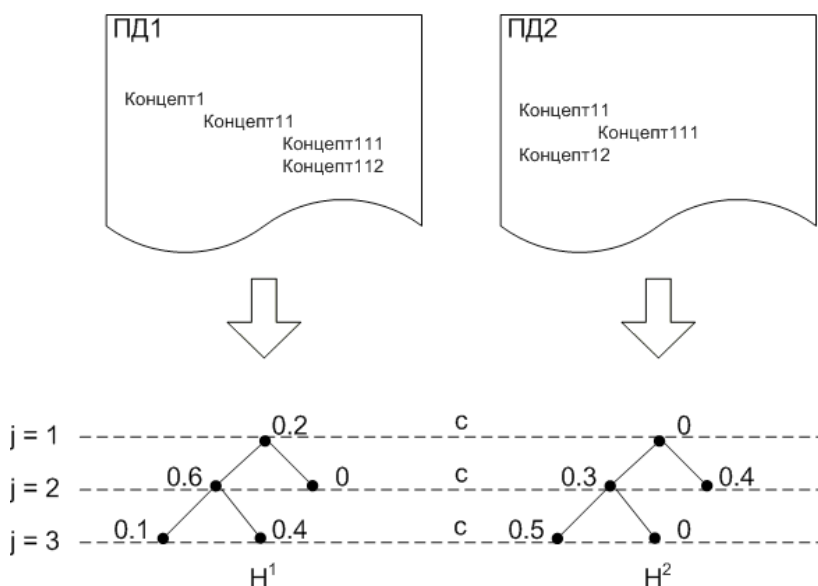 ПД1 ПД2
Концепт1
Концепт11
Концепт111
Концепт112
Концепт11
Концепт111
Концепт12
j = 1 0.2 c 0
j = 2 0.6 0 c 0.3 0.4
j = 3 0.1 0.4 c 0.5 0
H¹ H²